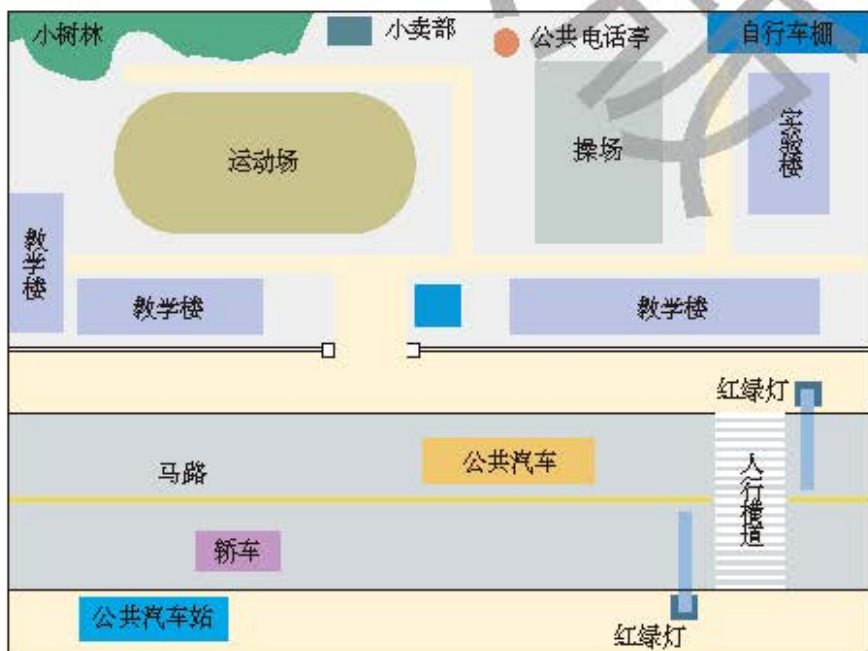 小树林
小卖部
公共电话亭
自行车棚
运动场
操场
实验楼
教学楼
教学楼
教学楼
红绿灯
马路
公共汽车
人行横道
轿车
公共汽车站
红绿灯